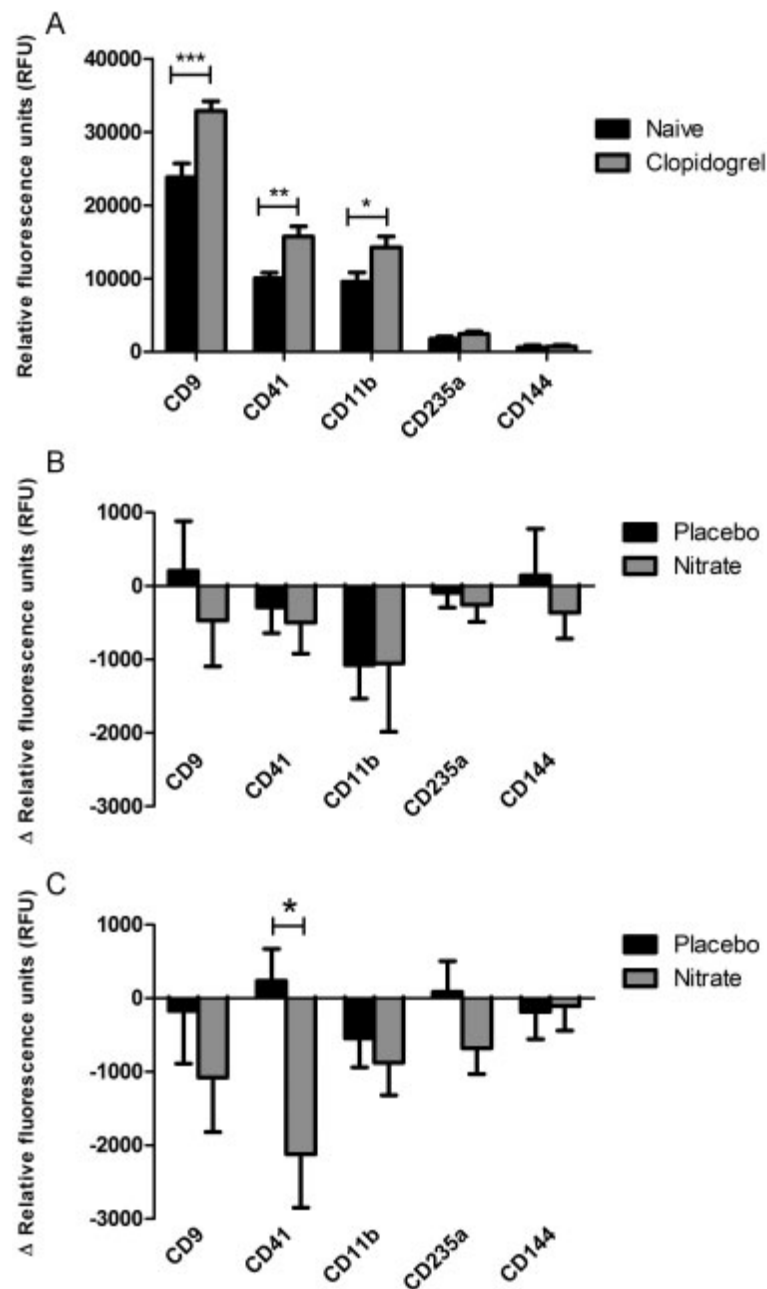 A
Relative fluorescence units (RFU)
40000
30000
20000
10000
0
***
**
*
Naive
Clopidogrel
CD9
CD41
CD11b
CD235a
CD144
B
Δ Relative fluorescence units (RFU)
1000
0
-1000
-2000
-3000
Placebo
Nitrate
CD9
CD41
CD11b
CD235a
CD144
C
Δ Relative fluorescence units (RFU)
1000
0
-1000
-2000
-3000
*
Placebo
Nitrate
CD9
CD41
CD11b
CD235a
CD144